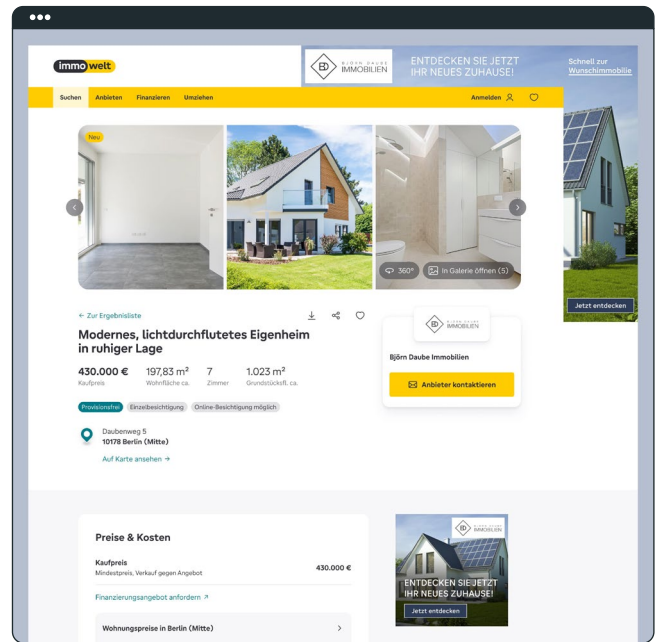 immowelt
BJÖRN DAUBE
IMMOBILIEN
ENTDECKEN SIE JETZT
IHR NEUES ZUHAUSE!
Schnell zur
Wunschimmobilie
Suchen Anbieten Finanzieren Umziehen Anmelden
Neu
360° In Galerie öffnen (5)
Jetzt entdecken
← Zur Ergebnisliste
Modernes, lichtdurchflutetes Eigenheim
in ruhiger Lage
430.000 € 197,83 m² 7 1.023 m²
Kaufpreis Wohnfläche ca. Zimmer Grundstücksfl. ca.
Provisionsfrei Einzelbesichtigung Online-Besichtigung möglich
Daubenweg 5
10178 Berlin (Mitte)
Auf Karte ansehen →
BJÖRN DAUBE
IMMOBILIEN
Björn Daube Immobilien
Anbieter kontaktieren
Preise & Kosten
Kaufpreis
Mindestpreis, Verkauf gegen Angebot
430.000 €
Finanzierungsangebot anfordern ↗
Wohnungspreise in Berlin (Mitte)
BJÖRN DAUBE
IMMOBILIEN
ENTDECKEN SIE JETZT
IHR NEUES ZUHAUSE!
Jetzt entdecken